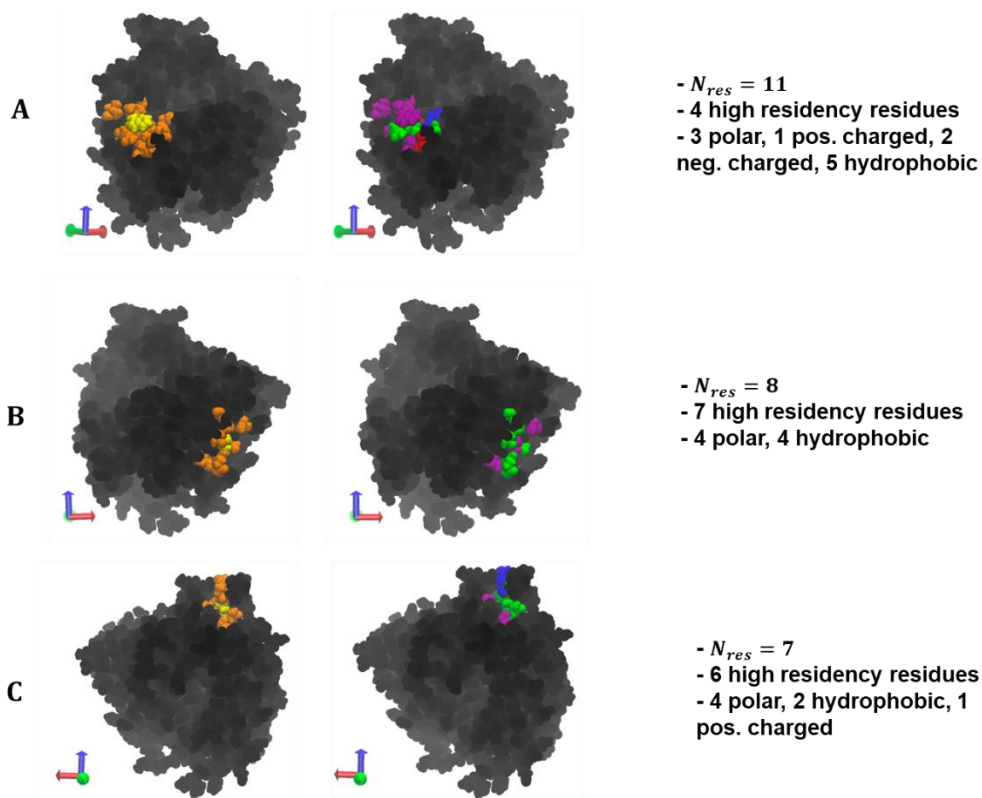 A
- N_res = 11
- 4 high residency residues
- 3 polar, 1 pos. charged, 2
neg. charged, 5 hydrophobic
B
- N_res = 8
- 7 high residency residues
- 4 polar, 4 hydrophobic
C
- N_res = 7
- 6 high residency residues
- 4 polar, 2 hydrophobic, 1
pos. charged